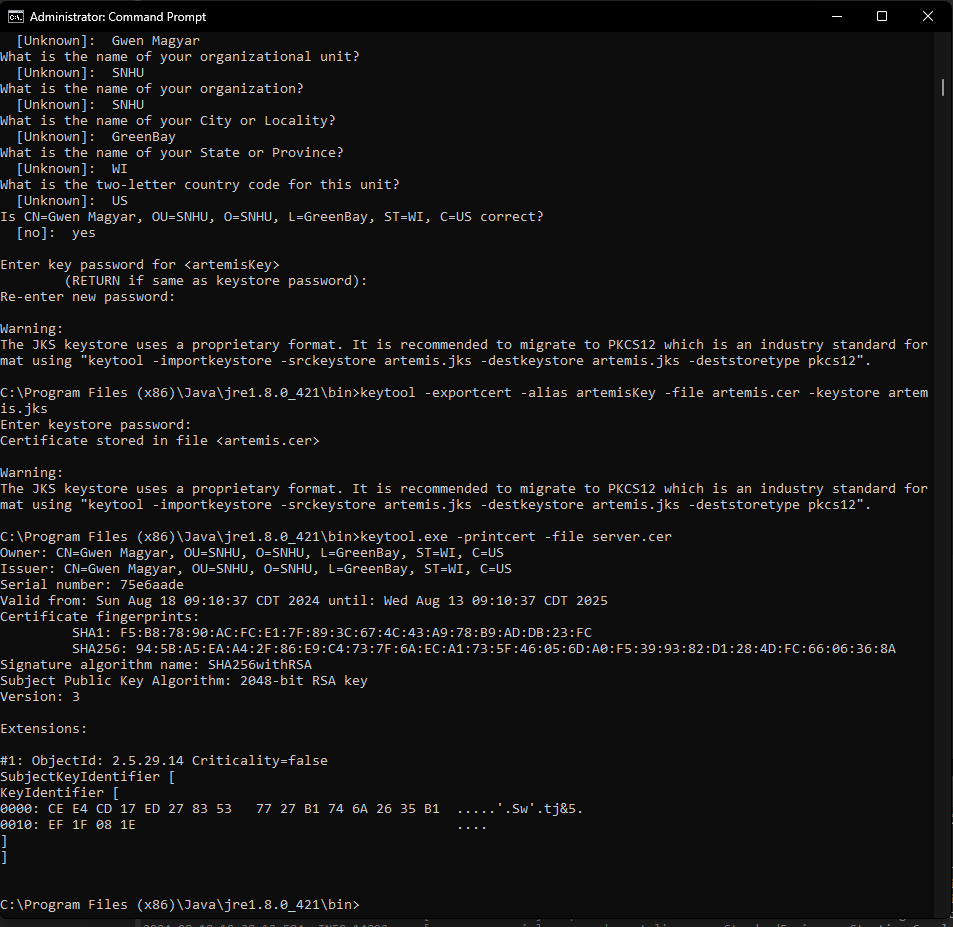 Administrator: Command Prompt
[Unknown]:  Gwen Magyar
What is the name of your organizational unit?
[Unknown]:  SNHU
What is the name of your organization?
[Unknown]:  SNHU
What is the name of your City or Locality?
[Unknown]:  GreenBay
What is the name of your State or Province?
[Unknown]:  WI
What is the two-letter country code for this unit?
[Unknown]:  US
Is CN=Gwen Magyar, OU=SNHU, O=SNHU, L=GreenBay, ST=WI, C=US correct?
[no]:  yes
Enter key password for <artemisKey>
(RETURN if same as keystore password):
Re-enter new password:
Warning:
The JKS keystore uses a proprietary format. It is recommended to migrate to PKCS12 which is an industry standard for
mat using "keytool -importkeystore -srckeystore artemis.jks -destkeystore artemis.jks -deststoretype pkcs12".
C:\Program Files (x86)\Java\jre1.8.0_421\bin>keytool -exportcert -alias artemisKey -file artemis.cer -keystore artem
is.jks
Enter keystore password:
Certificate stored in file <artemis.cer>
Warning:
The JKS keystore uses a proprietary format. It is recommended to migrate to PKCS12 which is an industry standard for
mat using "keytool -importkeystore -srckeystore artemis.jks -destkeystore artemis.jks -deststoretype pkcs12".
C:\Program Files (x86)\Java\jre1.8.0_421\bin>keytool.exe -printcert -file server.cer
Owner: CN=Gwen Magyar, OU=SNHU, O=SNHU, L=GreenBay, ST=WI, C=US
Issuer: CN=Gwen Magyar, OU=SNHU, O=SNHU, L=GreenBay, ST=WI, C=US
Serial number: 75e6aade
Valid from: Sun Aug 18 09:10:37 CDT 2024 until: Wed Aug 13 09:10:37 CDT 2025
Certificate fingerprints:
SHA1: F5:B8:78:90:AC:FC:E1:7F:89:3C:67:4C:43:A9:78:B9:AD:DB:23:FC
SHA256: 94:5B:A5:EA:A4:2F:86:E9:C4:73:7F:6A:EC:A1:73:5F:46:05:6D:A0:F5:39:93:82:D1:28:4D:FC:66:06:36:8A
Signature algorithm name: SHA256withRSA
Subject Public Key Algorithm: 2048-bit RSA key
Version: 3
Extensions:
#1: ObjectId: 2.5.29.14 Criticality=false
SubjectKeyIdentifier [
KeyIdentifier [
0000: CE E4 CD 17 ED 27 83 53   77 27 B1 74 6A 26 35 B1  .....'.Sw'.tj&5.
0010: EF 1F 08 1E                                        ....
]
]
C:\Program Files (x86)\Java\jre1.8.0_421\bin>